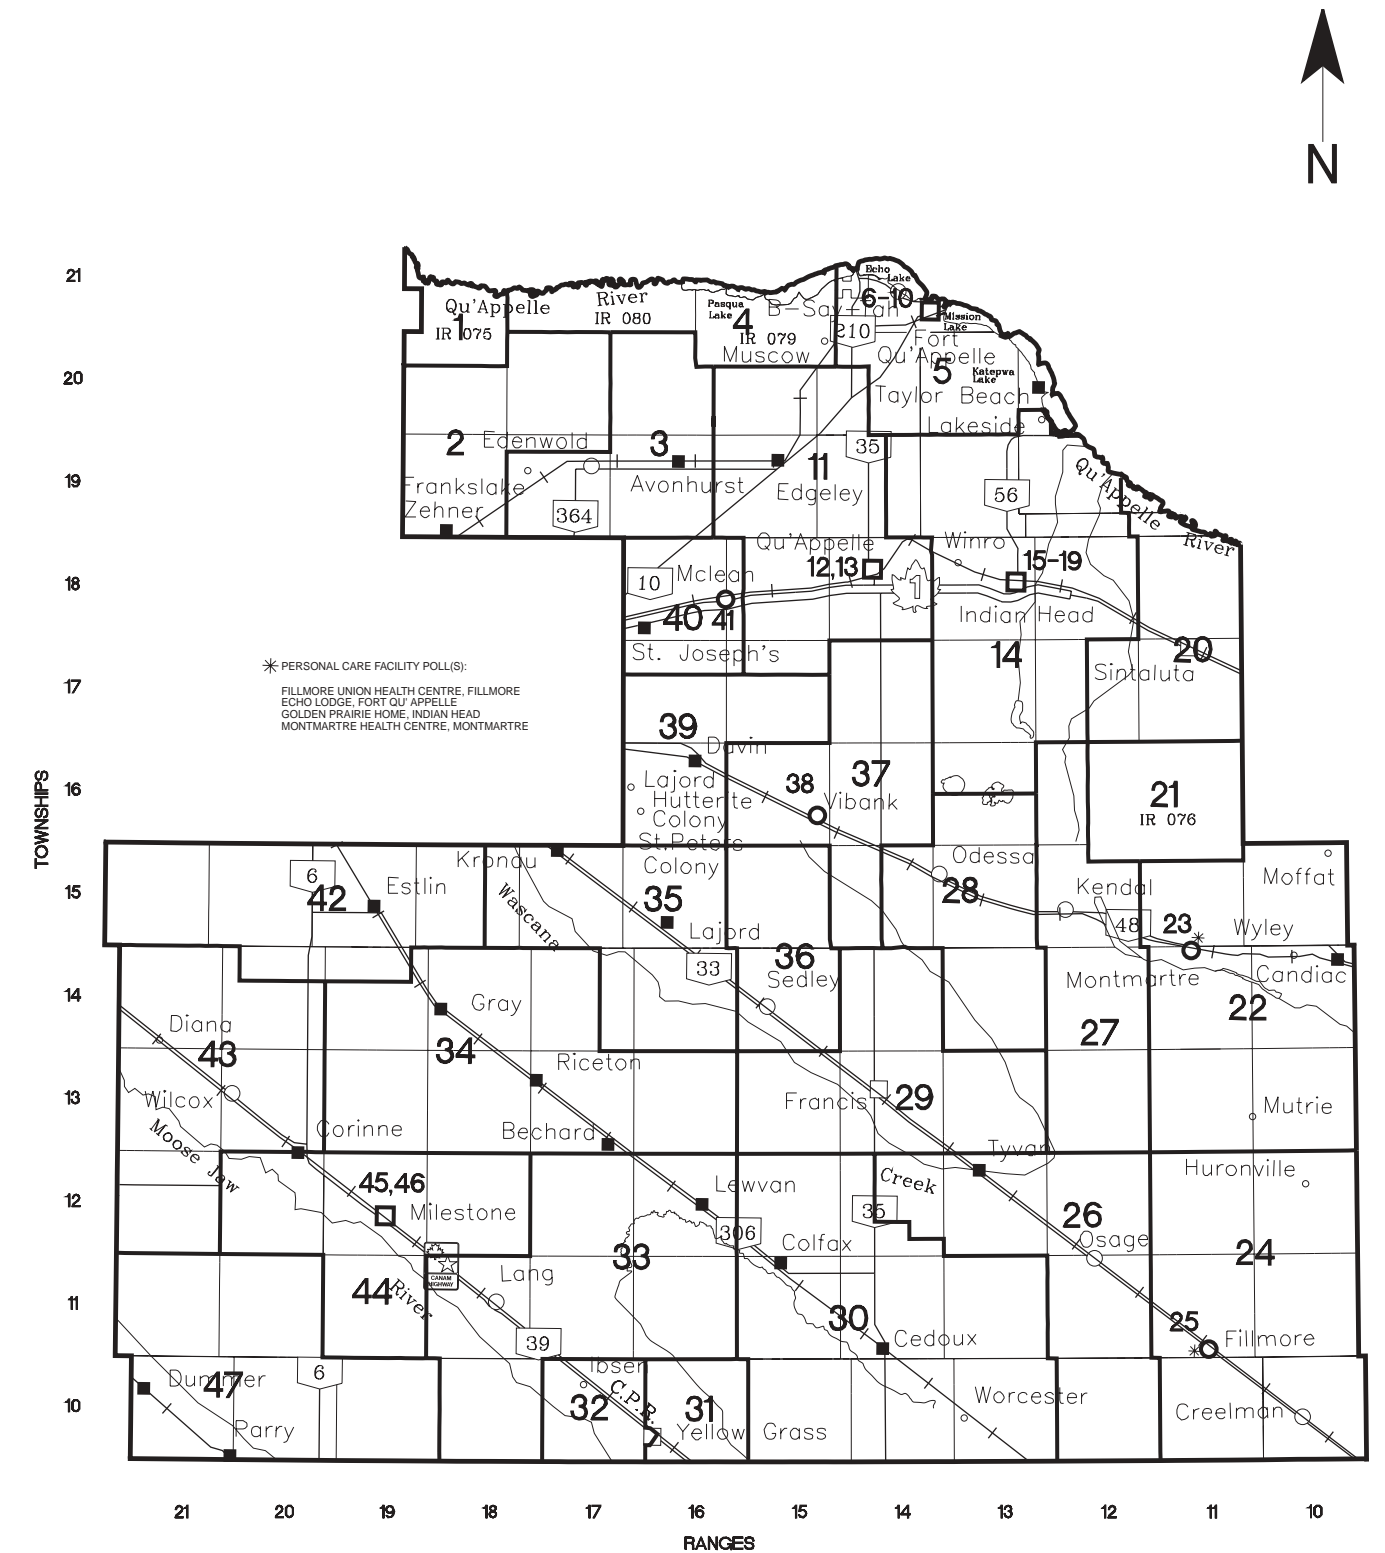 N
21
Echo
Lake
6-10
Qu'Appelle
River
IR 080
Pasqua
Lake
B-Say-Tah
Mission
Lake
1
IR 075
4
IR 079
210
Fort
Qu'Appelle
Muscow
5
Katepwa
Lake
20
Taylor Beach
Lakeside
2
Edenwold
3
35
11
Qu'Appelle
River
19
Frankslake
Avonhurst
Edgeley
56
Zehner
364
Qu'Appelle
Winro
12,13
15-19
18
10
Mclean
1
40
41
Indian Head
St. Joseph's
14
20
✳ PERSONAL CARE FACILITY POLL(S):
FILLMORE UNION HEALTH CENTRE, FILLMORE
ECHO LODGE, FORT QU' APPELLE
GOLDEN PRAIRIE HOME, INDIAN HEAD
MONTMARTRE HEALTH CENTRE, MONTMARTRE
17
Sintaluta
39
Davin
TOWNSHIPS
16
Lajord
Hutterite
Colony
38
37
Vibank
21
IR 076
St.Peters
Colony
Kronau
Odessa
15
6
42
Estlin
Wascana
35
28
Kendal
Moffat
48
23
Wyley
Lajord
33
36
Sedley
Montmartre
Candiac
14
Gray
22
Diana
43
34
27
Riceton
13
Wilcox
Francis
29
Mutrie
Moose Jaw
Corinne
Bechard
Tyvan
Huronville
12
45,46
Milestone
Lewvan
Creek
35
26
306
Colfax
Osage
33
24
CANAM
HIGHWAY
Lang
11
44
River
30
25
39
Cedoux
Fillmore
Ibsen
6
10
Dummer
47
32
C.P.R.
31
Worcester
Creelman
Parry
Yellow Grass
21 20 19 18 17 16 15 14 13 12 11 10
RANGES